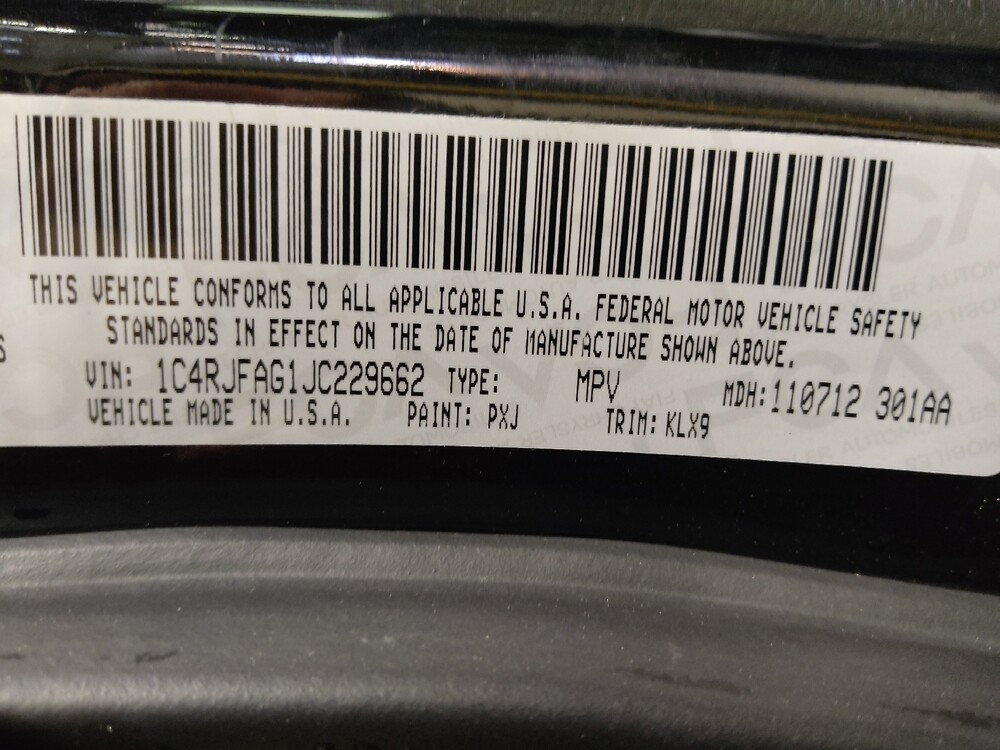 THIS VEHICLE CONFORMS TO ALL APPLICABLE U.S.A. FEDERAL MOTOR VEHICLE SAFETY
STANDARDS IN EFFECT ON THE DATE OF MANUFACTURE SHOWN ABOVE.
VIN: 1C4RJFAG1JC229662 TYPE: MPV MDH:110712 301AA
VEHICLE MADE IN U.S.A. PAINT: PXJ TRIM: KLX9